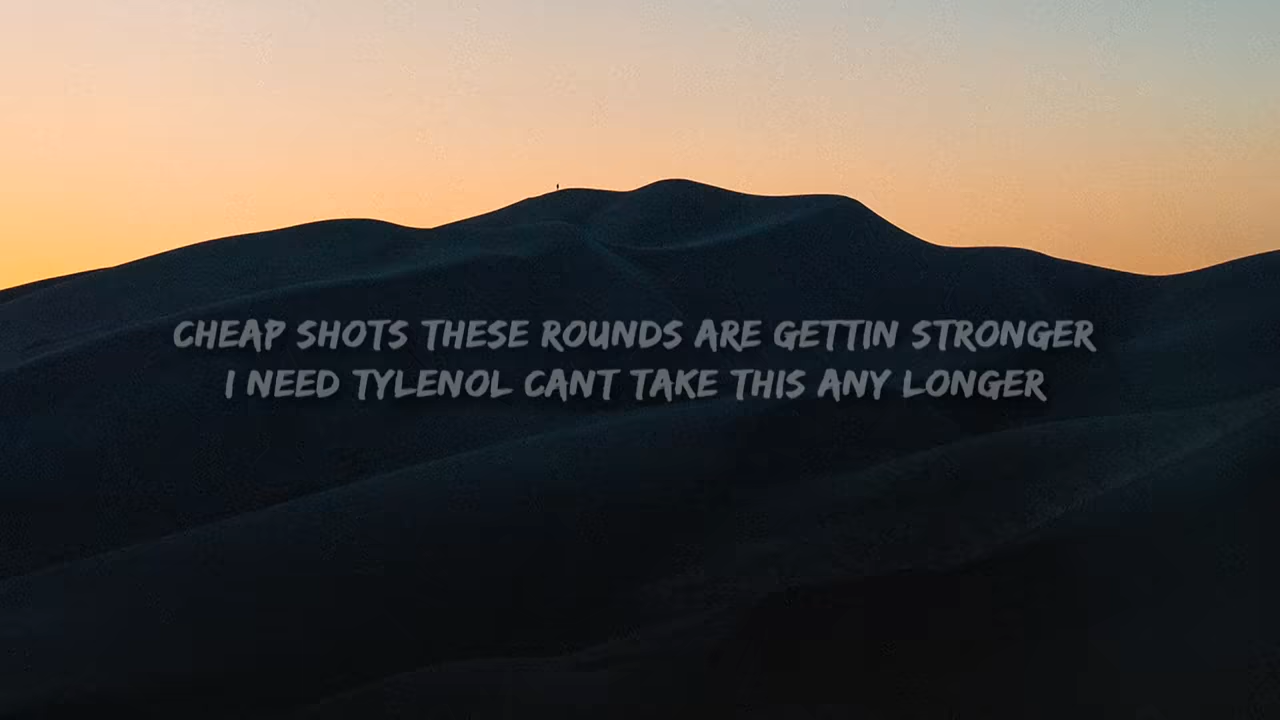 CHEAP SHOTS THESE ROUNDS ARE GETTIN STRONGER
I NEED TYLENOL CANT TAKE THIS ANY LONGER